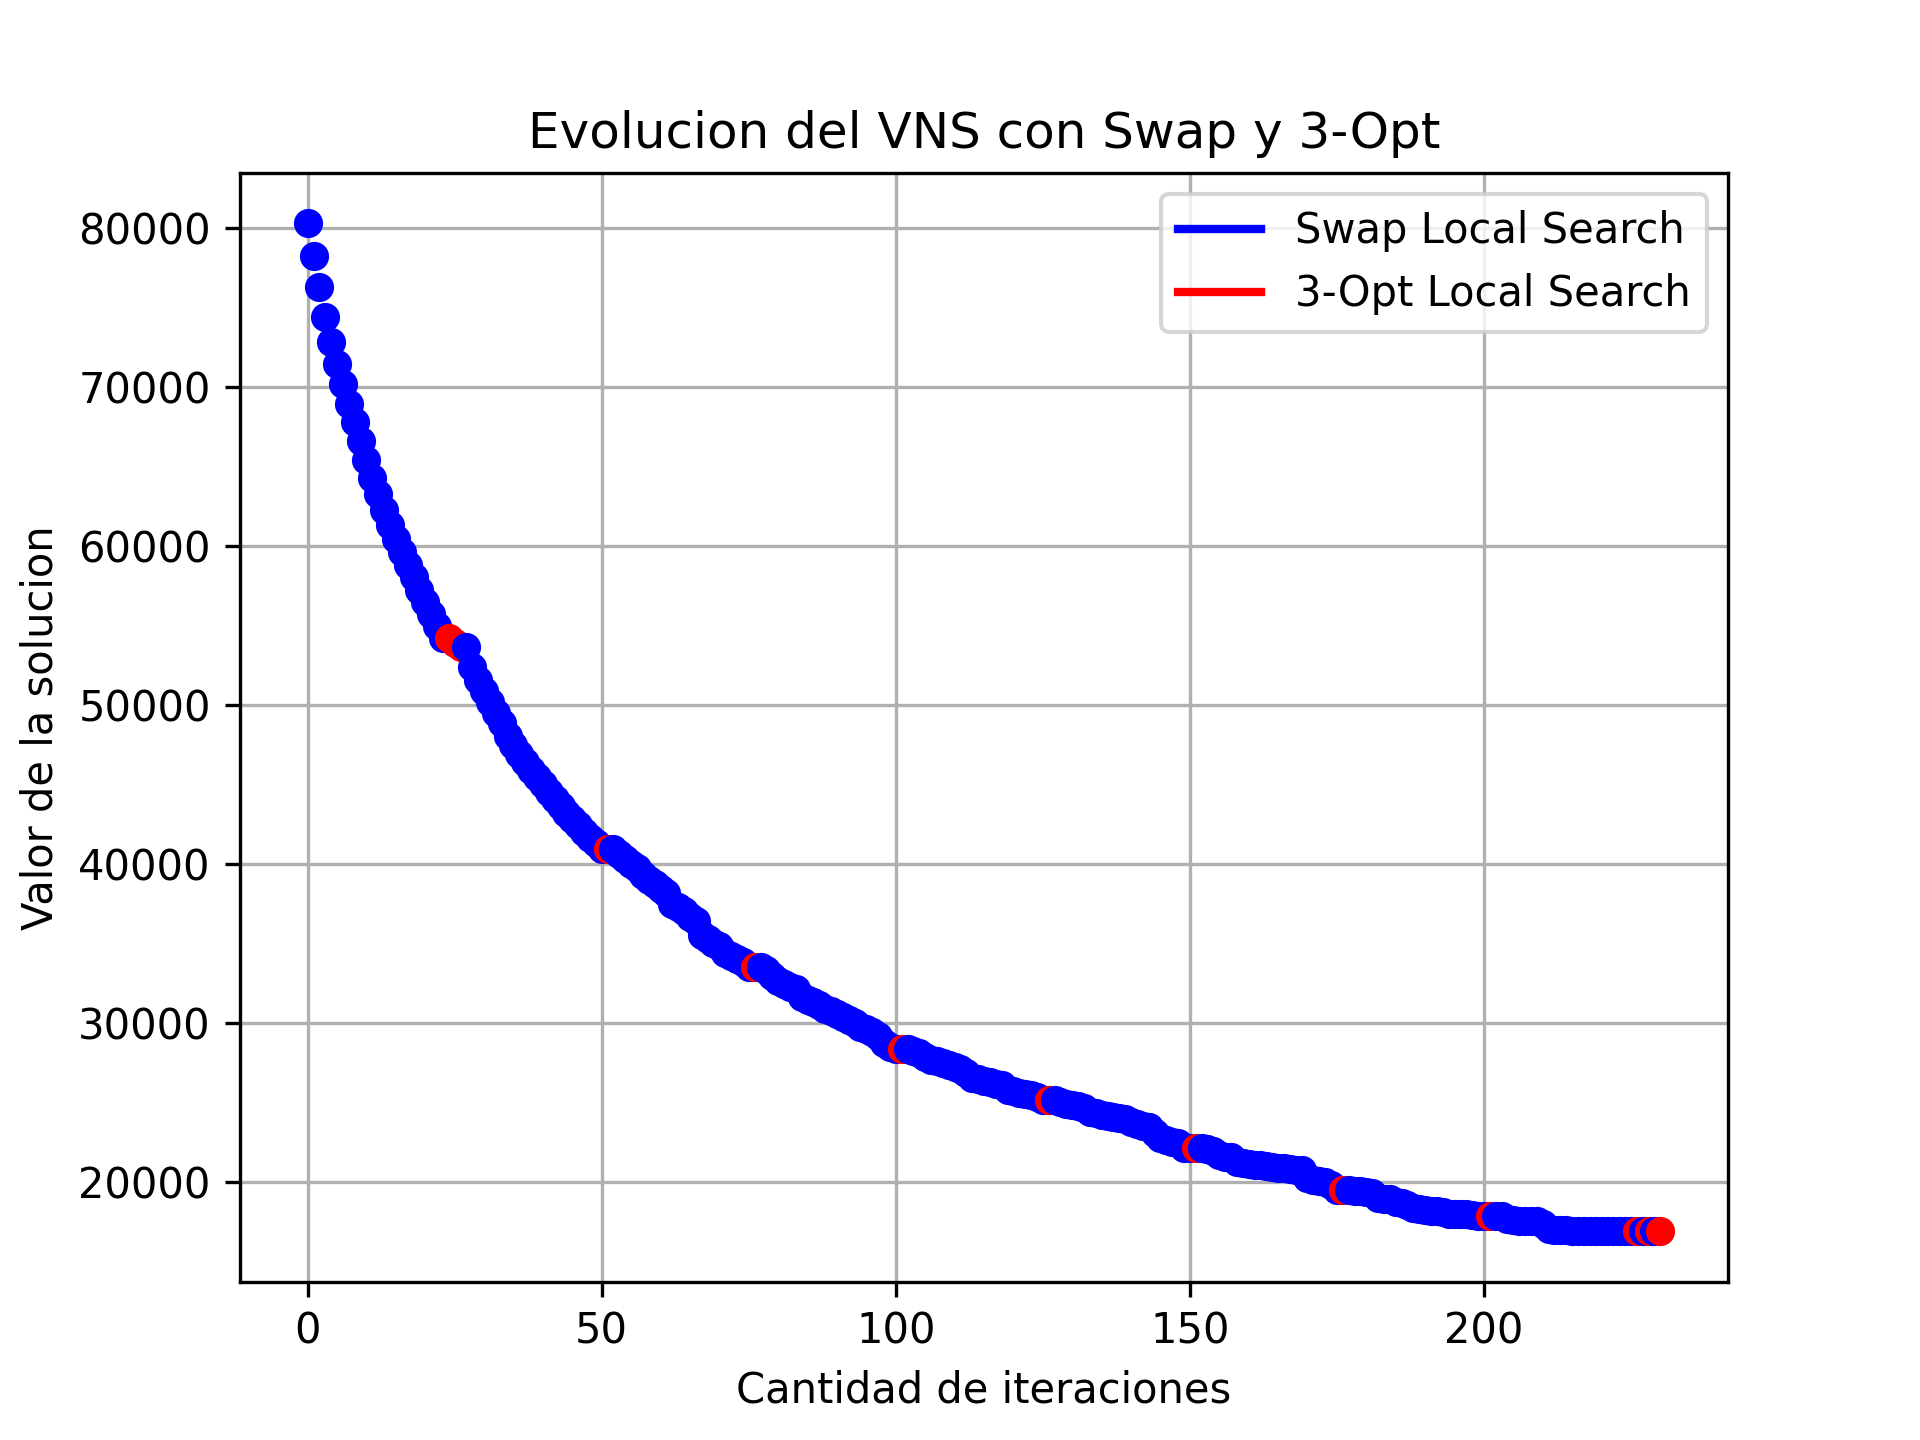 Evolucion del VNS con Swap y 3-Opt
Swap Local Search
3-Opt Local Search
Valor de la solucion
80000
70000
60000
50000
40000
30000
20000
0 50 100 150 200
Cantidad de iteraciones